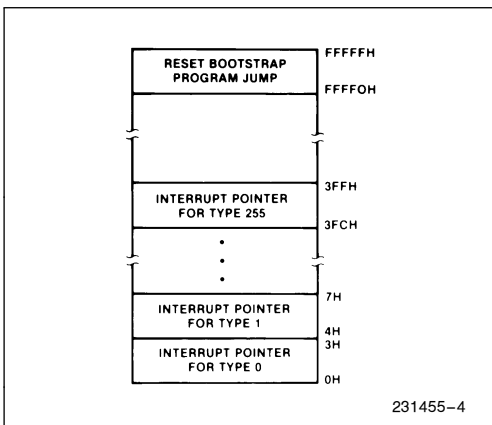 RESET BOOTSTRAP
PROGRAM JUMP
FFFFFH
FFFF0H
INTERRUPT POINTER
FOR TYPE 255
3FFH
3FCH
INTERRUPT POINTER
FOR TYPE 1
7H
4H
INTERRUPT POINTER
FOR TYPE 0
3H
0H
231455-4